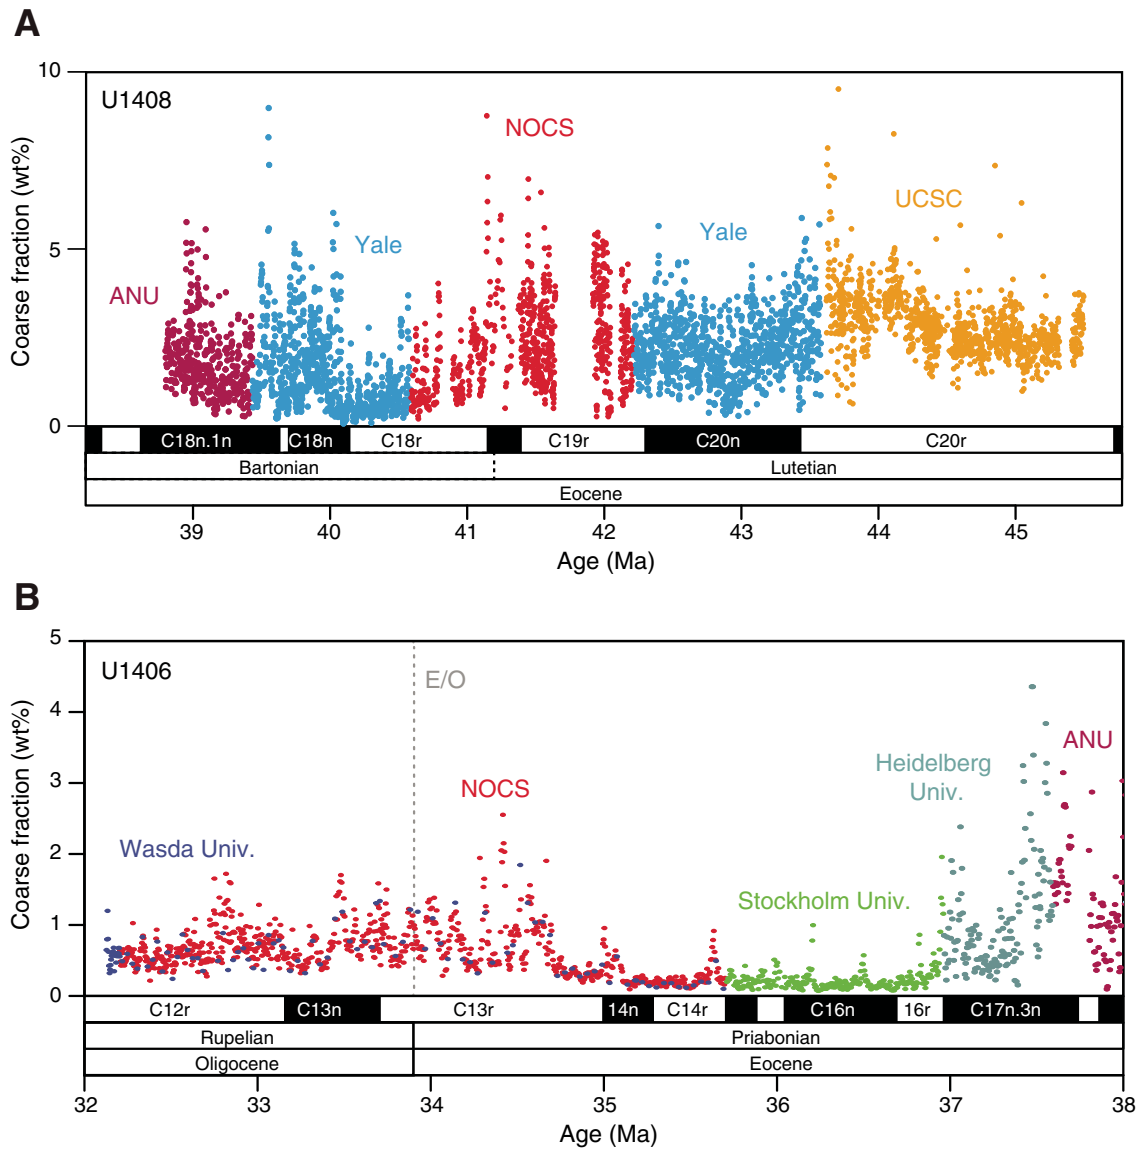 A
10
U1408
NOCS
UCSC
Yale
Yale
5
ANU
Coarse fraction (wt%)
0
C18n.1n C18n C18r C19r C20n C20r
Bartonian Lutetian
Eocene
39 40 41 42 43 44 45
Age (Ma)
B
5
U1406
E/O
4
ANU
Heidelberg
Univ.
NOCS
3
Wasda Univ.
2
Stockholm Univ.
Coarse fraction (wt%)
1
0
C12r C13n C13r 14n C14r C16n 16r C17n.3n
Rupelian Priabonian
Oligocene Eocene
32 33 34 35 36 37 38
Age (Ma)